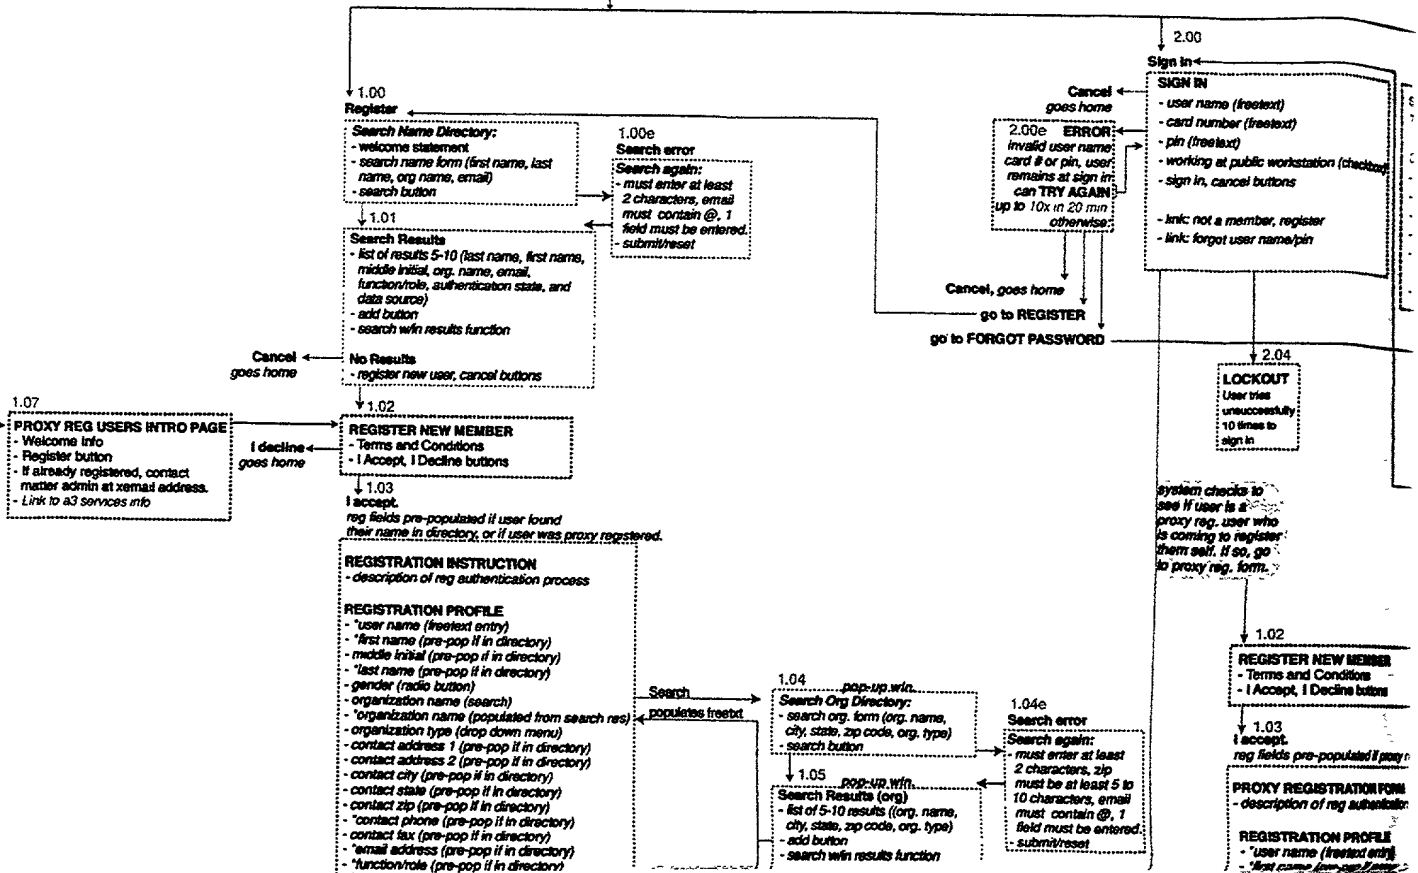 1.00
Register
Search Name Directory:
- welcome statement
- search name form (first name, last
name, org name, email)
- search button
1.00e
Search error
Search again:
- must enter at least
2 characters, email
must contain @, 1
field must be entered.
- submit/reset
1.01
Search Results
- list of results 5-10 (last name, first name,
middle initial, org. name, email,
function/role, authentication state, and
data source)
- add button
- search w/in results function
No Results
- register new user, cancel buttons
Cancel
goes home
1.07
PROXY REG USERS INTRO PAGE
- Welcome Info
- Register button
- If already registered, contact
matter admin at xemail address.
- Link to a3 services info
1.02
REGISTER NEW MEMBER
- Terms and Conditions
- I Accept, I Decline buttons
I decline
goes home
1.03
I accept.
reg fields pre-populated if user found
their name in directory, or if user was proxy registered.
REGISTRATION INSTRUCTION
- description of reg authentication process
REGISTRATION PROFILE
- *user name (freetext entry)
- *first name (pre-pop if in directory)
- middle initial (pre-pop if in directory)
- *last name (pre-pop if in directory)
- gender (radio button)
- organization name (search)
- *organization name (populated from search res)
- organization type (drop down menu)
- contact address 1 (pre-pop if in directory)
- contact address 2 (pre-pop if in directory)
- contact city (pre-pop if in directory)
- contact state (pre-pop if in directory)
- contact zip (pre-pop if in directory)
- *contact phone (pre-pop if in directory)
- contact fax (pre-pop if in directory)
- *email address (pre-pop if in directory)
- *function/role (pre-pop if in directory)
Search
populates freetxt
1.04
pop-up win.
Search Org Directory:
- search org. form (org. name,
city, state, zip code, org. type)
- search button
1.04e
Search error
Search again:
- must enter at least
2 characters, zip
must be at least 5 to
10 characters, email
must contain @, 1
field must be entered.
- submit/reset
1.05
pop-up win.
Search Results (org)
- list of 5-10 results ((org. name,
city, state, zip code, org. type)
- add button
- search w/in results function
2.00
Sign in
SIGN IN
- user name (freetext)
- card number (freetext)
- pin (freetext)
- working at public workstation (checkbox)
- sign in, cancel buttons
- link: not a member, register
- link: forgot user name/pin
Cancel
goes home
2.00e ERROR
invalid user name
card # or pin, user
remains at sign in
can TRY AGAIN
up to 10x in 20 min
otherwise:
Cancel, goes home
go to REGISTER
go to FORGOT PASSWORD
2.04
LOCKOUT
User tries
unsuccessfully
10 times to
sign in
system checks to
see if user is a
proxy reg. user who
is coming to register
them self. If so, go
to proxy reg. form.
1.02
REGISTER NEW MEMBER
- Terms and Conditions
- I Accept, I Decline buttons
1.03
I accept.
reg fields pre-populated if proxy
PROXY REGISTRATION FORM
- description of reg authentication
REGISTRATION PROFILE
- *user name (freetext entry)
- *first name